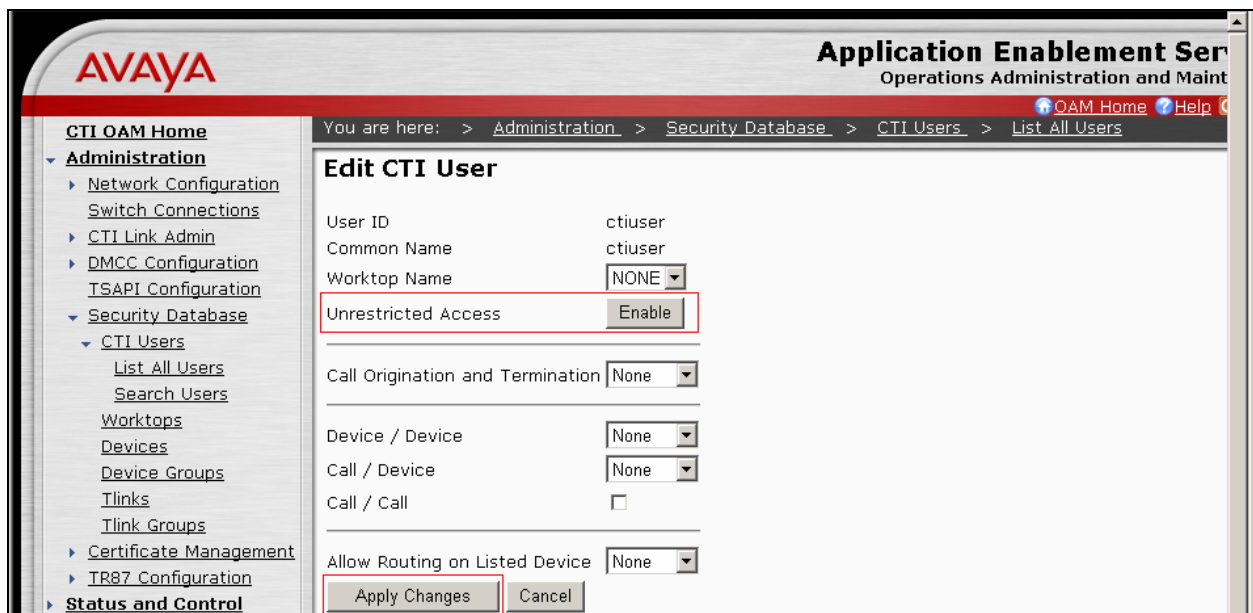 AVAYA
Application Enablement Ser
Operations Administration and Maint
OAM Home Help
You are here: > Administration > Security Database > CTI Users > List All Users
CTI OAM Home
Administration
Network Configuration
Switch Connections
CTI Link Admin
DMCC Configuration
TSAPI Configuration
Security Database
CTI Users
List All Users
Search Users
Worktops
Devices
Device Groups
Tlinks
Tlink Groups
Certificate Management
TR87 Configuration
Status and Control
Edit CTI User
User ID ctiuser
Common Name ctiuser
Worktop Name NONE
Unrestricted Access Enable
Call Origination and Termination None
Device / Device None
Call / Device None
Call / Call
Allow Routing on Listed Device None
Apply Changes Cancel